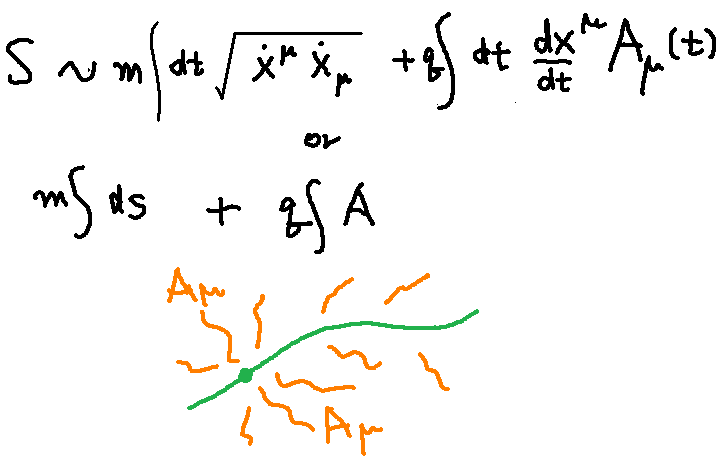 S ~ m∫dt √(ẋ^μ ẋ_μ) + q∫ dt dx^μ/dt A_μ(t)
or
m∫ ds + q∫ A
A_μ
A_μ